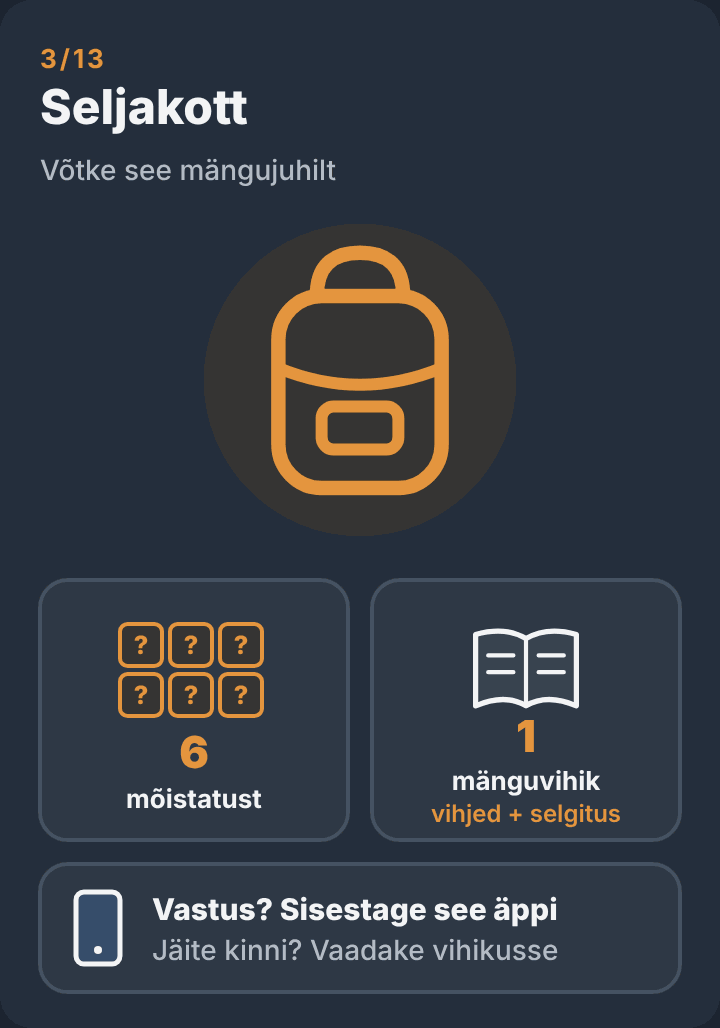 3/13
Seljakott
Võtke see mängujuhilt
? ? ?
? ? ?
6
mõistatust
1
mänguvihik
vihjed + selgitus
Vastus? Sisestage see äppi
Jäite kinni? Vaadake vihikusse